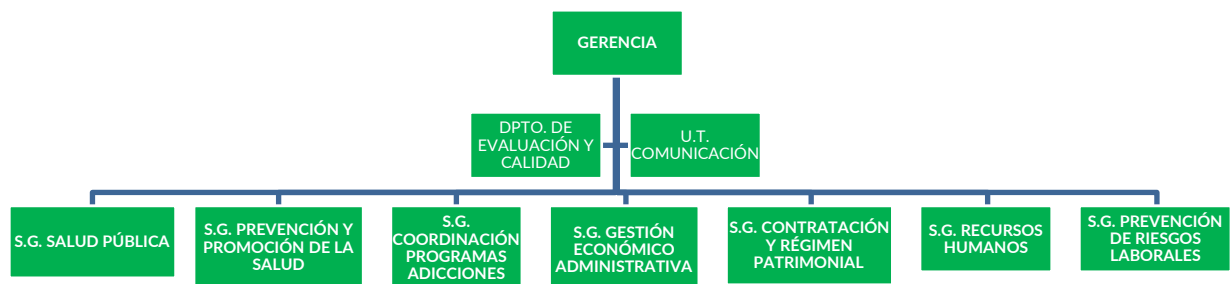 GERENCIA
DPTO. DE
EVALUACIÓN Y
CALIDAD
U.T.
COMUNICACIÓN
S.G. SALUD PÚBLICA
S.G. PREVENCIÓN Y
PROMOCIÓN DE LA
SALUD
S.G.
COORDINACIÓN
PROGRAMAS
ADICCIONES
S.G. GESTIÓN
ECONÓMICO
ADMINISTRATIVA
S.G. CONTRATACIÓN
Y RÉGIMEN
PATRIMONIAL
S.G. RECURSOS
HUMANOS
S.G. PREVENCIÓN
DE RIESGOS
LABORALES